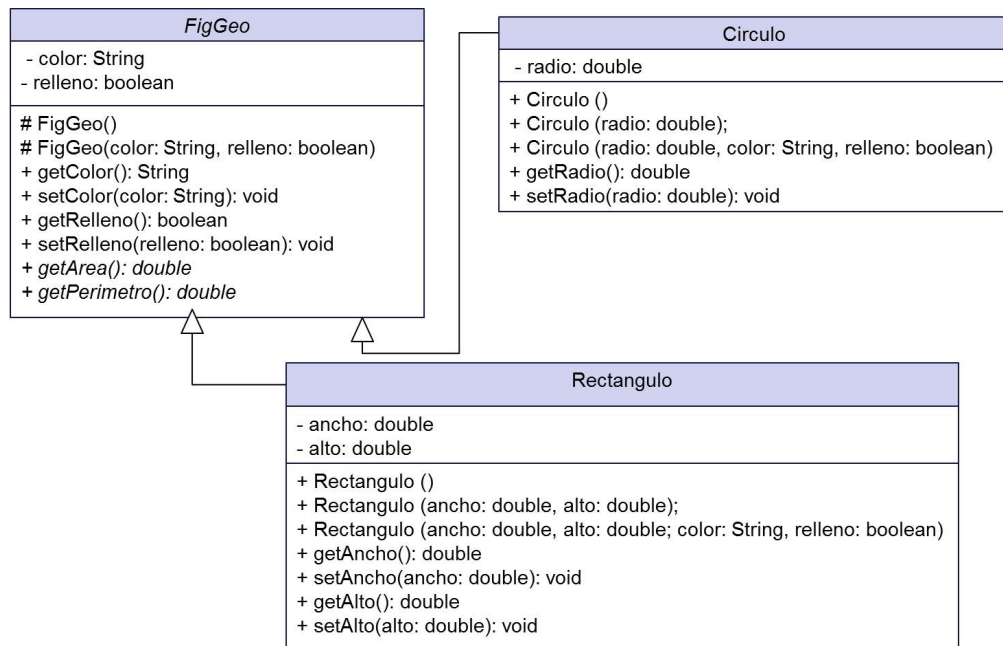 FigGeo
- color: String
- relleno: boolean
# FigGeo()
# FigGeo(color: String, relleno: boolean)
+ getColor(): String
+ setColor(color: String): void
+ getRelleno(): boolean
+ setRelleno(relleno: boolean): void
+ getArea(): double
+ getPerimetro(): double
Circulo
- radio: double
+ Circulo ()
+ Circulo (radio: double);
+ Circulo (radio: double, color: String, relleno: boolean)
+ getRadio(): double
+ setRadio(radio: double): void
Rectangulo
- ancho: double
- alto: double
+ Rectangulo ()
+ Rectangulo (ancho: double, alto: double);
+ Rectangulo (ancho: double, alto: double; color: String, relleno: boolean)
+ getAncho(): double
+ setAncho(ancho: double): void
+ getAlto(): double
+ setAlto(alto: double): void